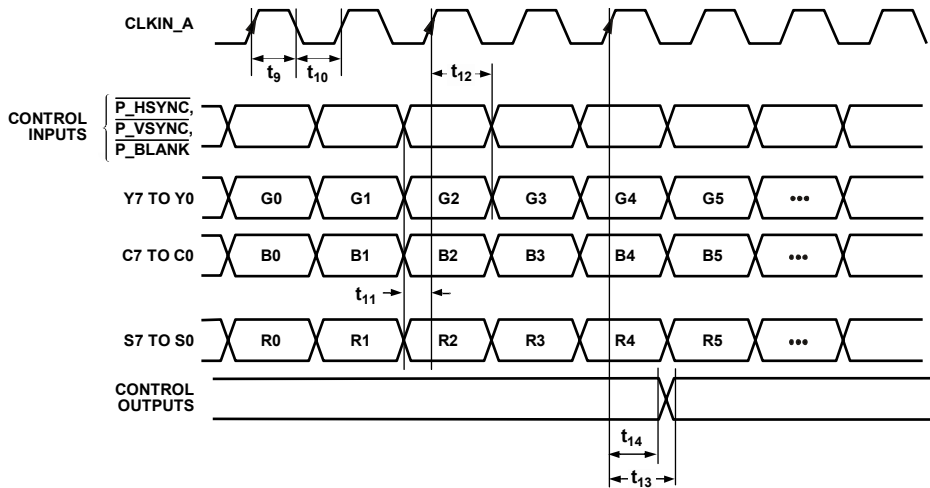 CLKIN_A
t9
t10
t12
CONTROL INPUTS
P_HSYNC,
P_VSYNC,
P_BLANK
Y7 TO Y0
G0 G1 G2 G3 G4 G5 •••
C7 TO C0
B0 B1 B2 B3 B4 B5 •••
t11
S7 TO S0
R0 R1 R2 R3 R4 R5 •••
CONTROL
OUTPUTS
t14
t13